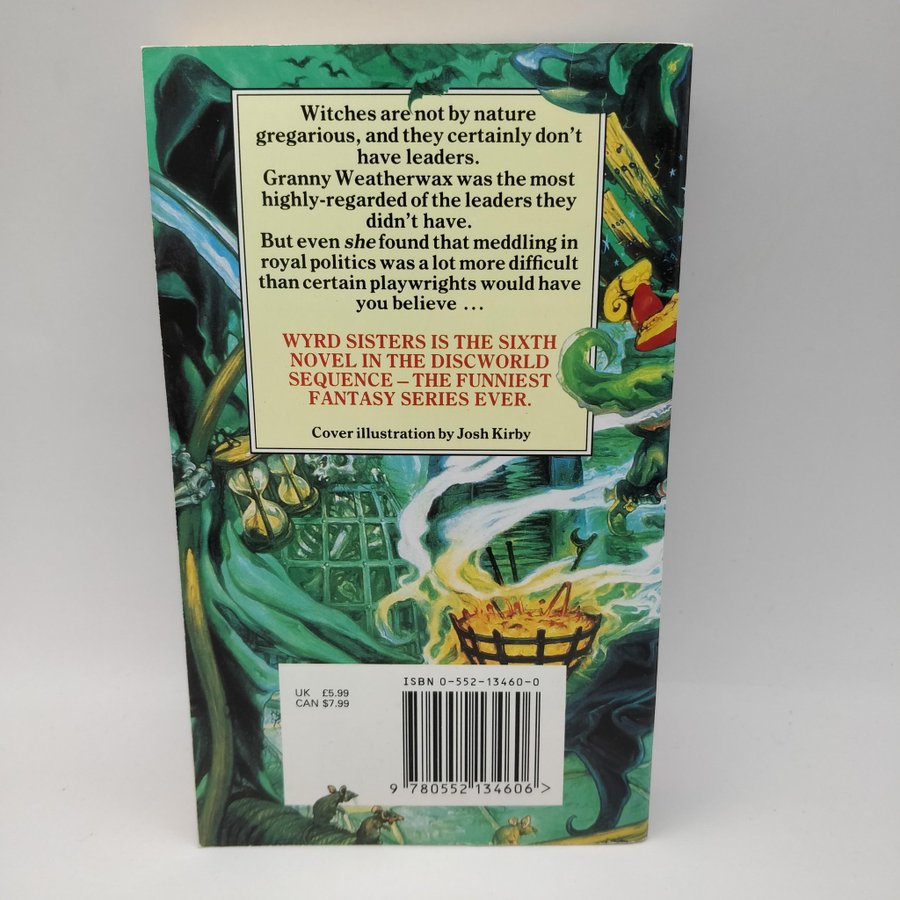 Witches are not by nature
gregarious, and they certainly don't
have leaders.
Granny Weatherwax was the most
highly-regarded of the leaders they
didn't have.
But even she found that meddling in
royal politics was a lot more difficult
than certain playwrights would have
you believe ...
WYRD SISTERS IS THE SIXTH
NOVEL IN THE DISCWORLD
SEQUENCE – THE FUNNIEST
FANTASY SERIES EVER.
Cover illustration by Josh Kirby
ISBN 0-552-13460-0
UK £5.99
CAN $7.99
9 780552 134606 >